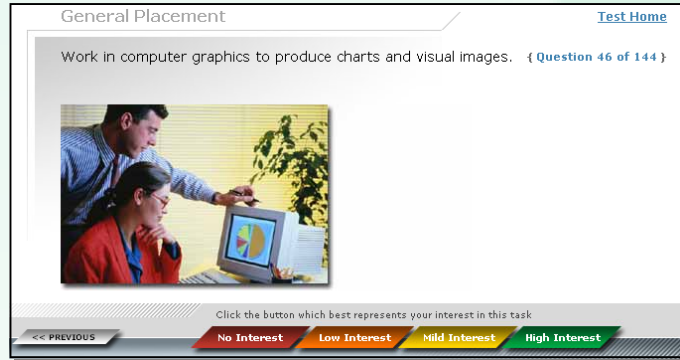 General Placement
Test Home
Work in computer graphics to produce charts and visual images. { Question 46 of 144 }
Click the button which best represents your interest in this task
<< PREVIOUS
No Interest
Low Interest
Mild Interest
High Interest